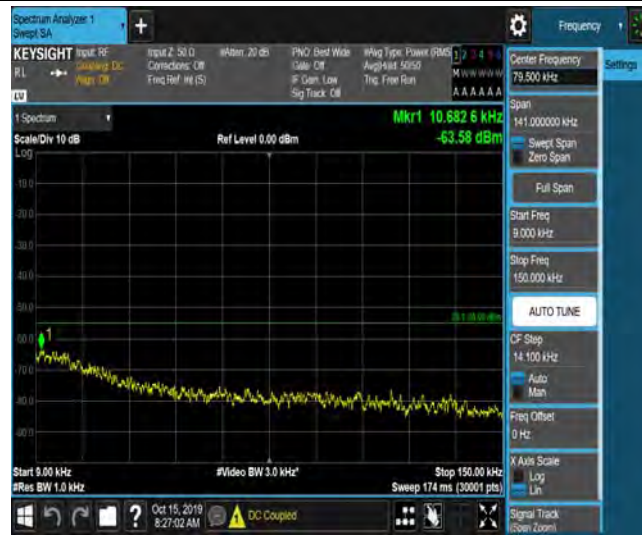 Spectrum Analyzer 1
Swept SA
Frequency
KEYSIGHT
Input: RF
Coupling: DC
Align: Off
Input Z: 50 Ω
Corrections: Off
Freq Ref: Int (S)
#Atten: 20 dB
PNO: Best Wide
Gate: Off
IF Gain: Low
Sig Track: Off
#Avg Type: Power (RMS
Avg|Hold: 50/50
Trig: Free Run
1 2 3 4 5 6
M W W W W W
A A A A A A
RL
LV
1 Spectrum
Mkr1 10.682 6 kHz
Scale/Div 10 dB
Ref Level 0.00 dBm
-63.58 dBm
Log
-10.0
-20.0
-30.0
-40.0
-50.0
-60.0
1
-70.0
-80.0
-90.0
Start 9.00 kHz
#Video BW 3.0 kHz*
Stop 150.00 kHz
#Res BW 1.0 kHz
Sweep 174 ms (30001 pts)
?
Oct 15, 2019
8:27:02 AM
DC Coupled
Center Frequency
79.500 kHz
Settings
Span
141.000000 kHz
Swept Span
Zero Span
Full Span
Start Freq
9.000 kHz
Stop Freq
150.000 kHz
AUTO TUNE
CF Step
14.100 kHz
Auto
Man
Freq Offset
0 Hz
X Axis Scale
Log
Lin
Signal Track
(Span Zoom)